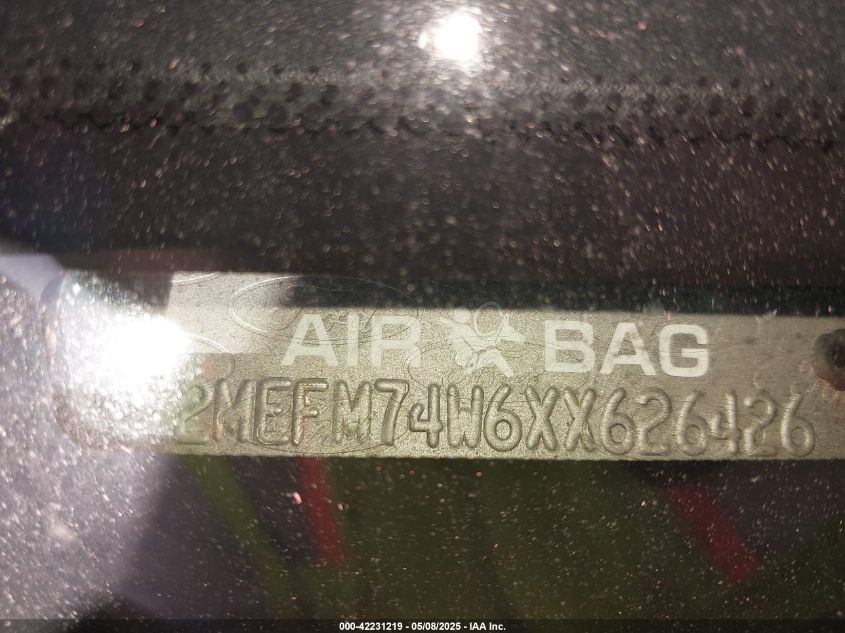 AIR BAG
2MEFM74W6XX626426
000-42231219 - 05/08/2025 - IAA Inc.